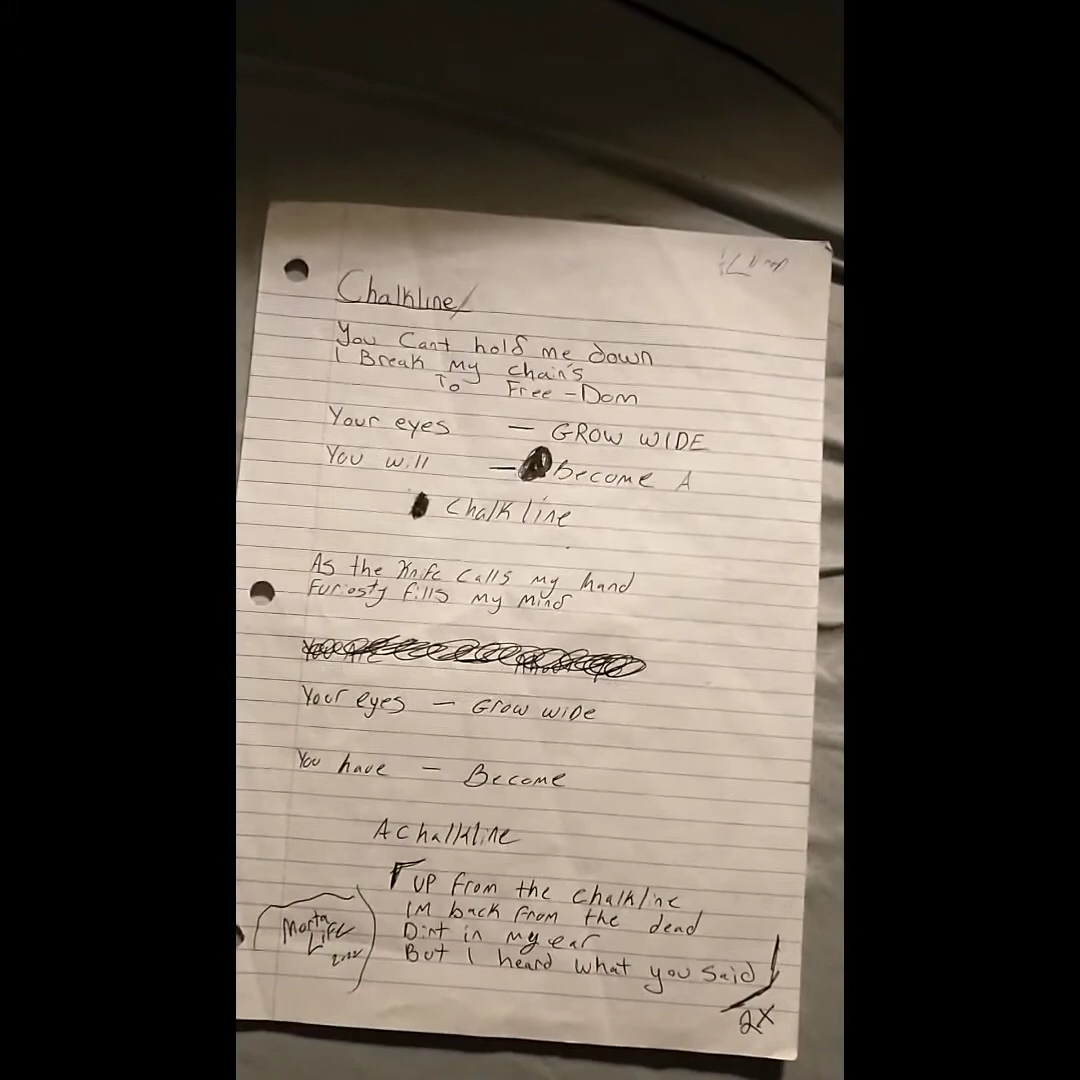 Chalkline
You Cant hold me down
I Break my chain's
To Free-Dom
Your eyes — GROW WIDE
You will — become A
Chalkline
As the Knife calls my hand
Furiosty fills my mind
Your eyes — Grow wide
You have — Become
A Chalkline
UP from the chalkline
IM back from the dead
Dirt in my ear
But I heard what you said
2X